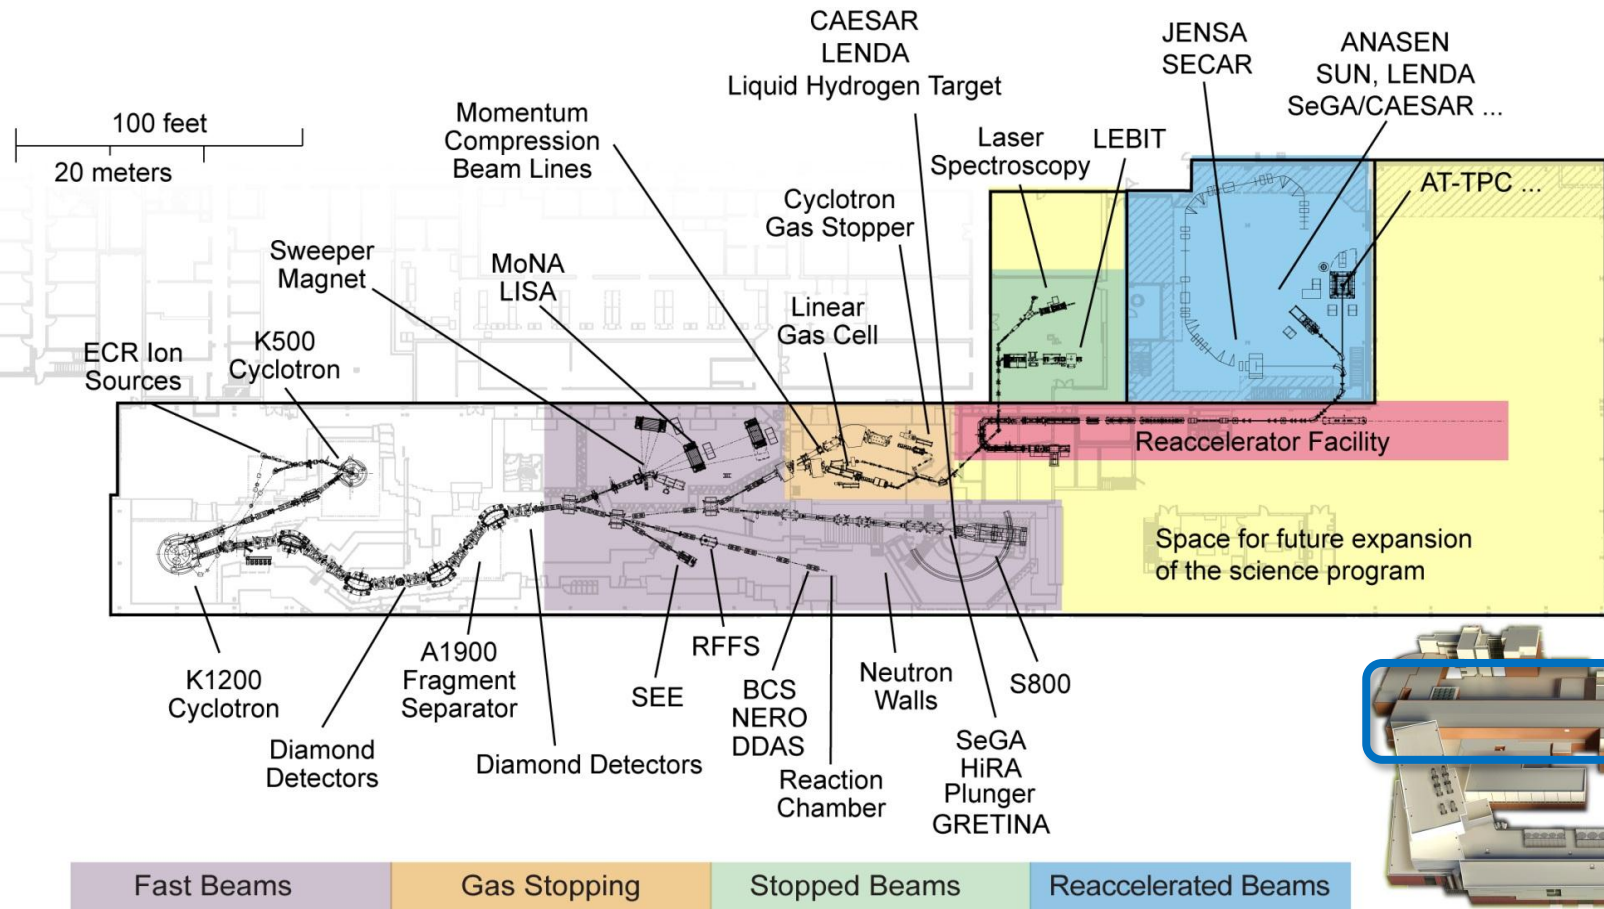 CAESAR
LENDA
Liquid Hydrogen Target
JENSA
SECAR
ANASEN
SUN, LENDA
SeGA/CAESAR ...
100 feet
20 meters
Momentum
Compression
Beam Lines
Laser
Spectroscopy
LEBIT
AT-TPC ...
Cyclotron
Gas Stopper
Sweeper
Magnet
MoNA
LISA
Linear
Gas Cell
ECR Ion
Sources
K500
Cyclotron
Reaccelerator Facility
Space for future expansion
of the science program
K1200
Cyclotron
A1900
Fragment
Separator
Diamond
Detectors
Diamond Detectors
SEE
RFFS
BCS
NERO
DDAS
Reaction
Chamber
Neutron
Walls
S800
SeGA
HiRA
Plunger
GRETINA
Fast Beams
Gas Stopping
Stopped Beams
Reaccelerated Beams